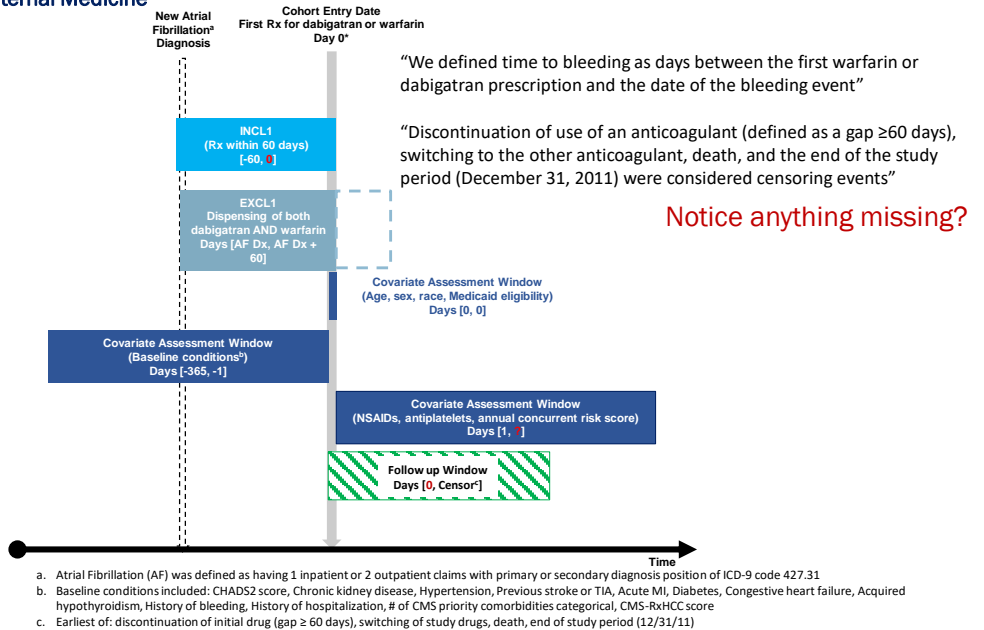 ternal Medicine
New Atrial
Fibrillationᵃ
Diagnosis
Cohort Entry Date
First Rx for dabigatran or warfarin
Day 0*
“We defined time to bleeding as days between the first warfarin or
dabigatran prescription and the date of the bleeding event”
“Discontinuation of use of an anticoagulant (defined as a gap ≥60 days),
switching to the other anticoagulant, death, and the end of the study
period (December 31, 2011) were considered censoring events”
Notice anything missing?
INCL1
(Rx within 60 days)
[-60, 0]
EXCL1
Dispensing of both
dabigatran AND warfarin
Days [AF Dx, AF Dx +
60]
Covariate Assessment Window
(Age, sex, race, Medicaid eligibility)
Days [0, 0]
Covariate Assessment Window
(Baseline conditionsᵇ)
Days [-365, -1]
Covariate Assessment Window
(NSAIDs, antiplatelets, annual concurrent risk score)
Days [1, ]
Follow up Window
Days [0, Censorᶜ]
Time
a. Atrial Fibrillation (AF) was defined as having 1 inpatient or 2 outpatient claims with primary or secondary diagnosis position of ICD-9 code 427.31
b. Baseline conditions included: CHADS2 score, Chronic kidney disease, Hypertension, Previous stroke or TIA, Acute MI, Diabetes, Congestive heart failure, Acquired
hypothyroidism, History of bleeding, History of hospitalization, # of CMS priority comorbidities categorical, CMS-RxHCC score
c. Earliest of: discontinuation of initial drug (gap ≥ 60 days), switching of study drugs, death, end of study period (12/31/11)